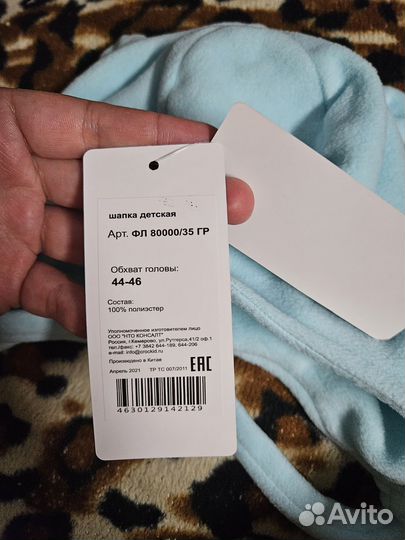 шапка детская
Арт. ФЛ 80000/35 ГР
Обхват головы:
44-46
Состав:
100% полиэстер
Уполномоченное изготовителем лицо
ООО "НТО КОНСАЛТ"
Россия, г.Кемерово, ул.Рутгерса,41/2 оф.1
тел./факс: +7 3842 644-189, 644-206
e-mail: info@crockid.ru
Произведено в Китае
Апрель 2021 ТР ТС 007/2011
EAC
4630129142129
Avito